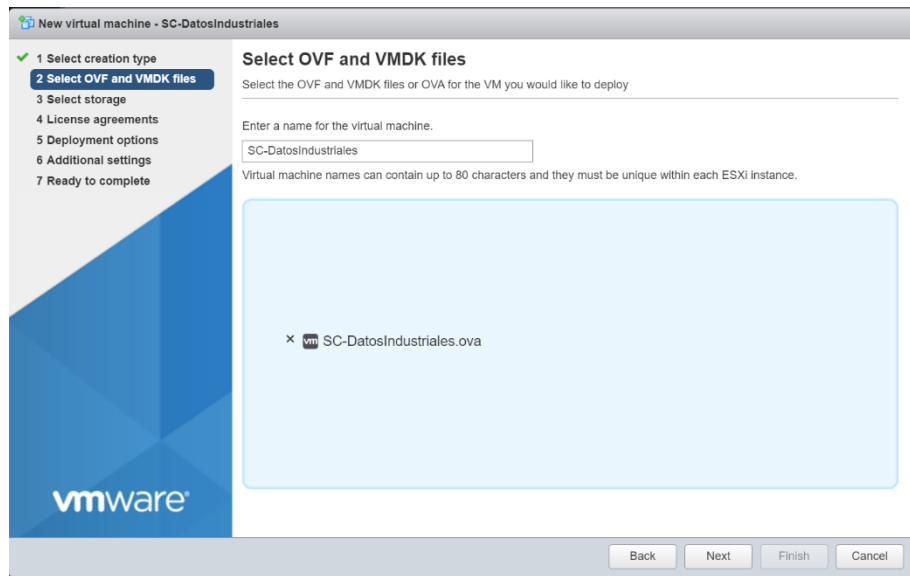 New virtual machine - SC-DatosIndustriales
1 Select creation type
2 Select OVF and VMDK files
3 Select storage
4 License agreements
5 Deployment options
6 Additional settings
7 Ready to complete
vmware®
Select OVF and VMDK files
Select the OVF and VMDK files or OVA for the VM you would like to deploy
Enter a name for the virtual machine.
SC-DatosIndustriales
Virtual machine names can contain up to 80 characters and they must be unique within each ESXi instance.
× vm SC-DatosIndustriales.ova
Back Next Finish Cancel